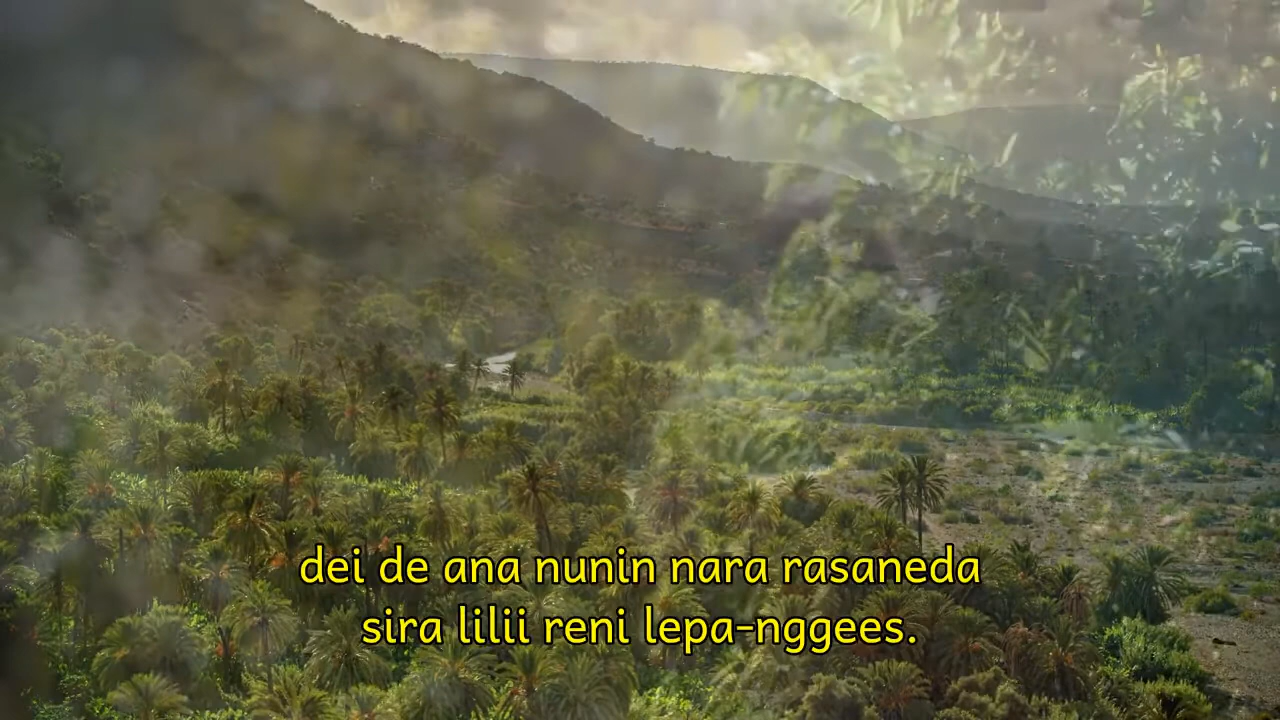 dei de ana nunin nara rasaneda
sira lilii reni lepa-nggees.